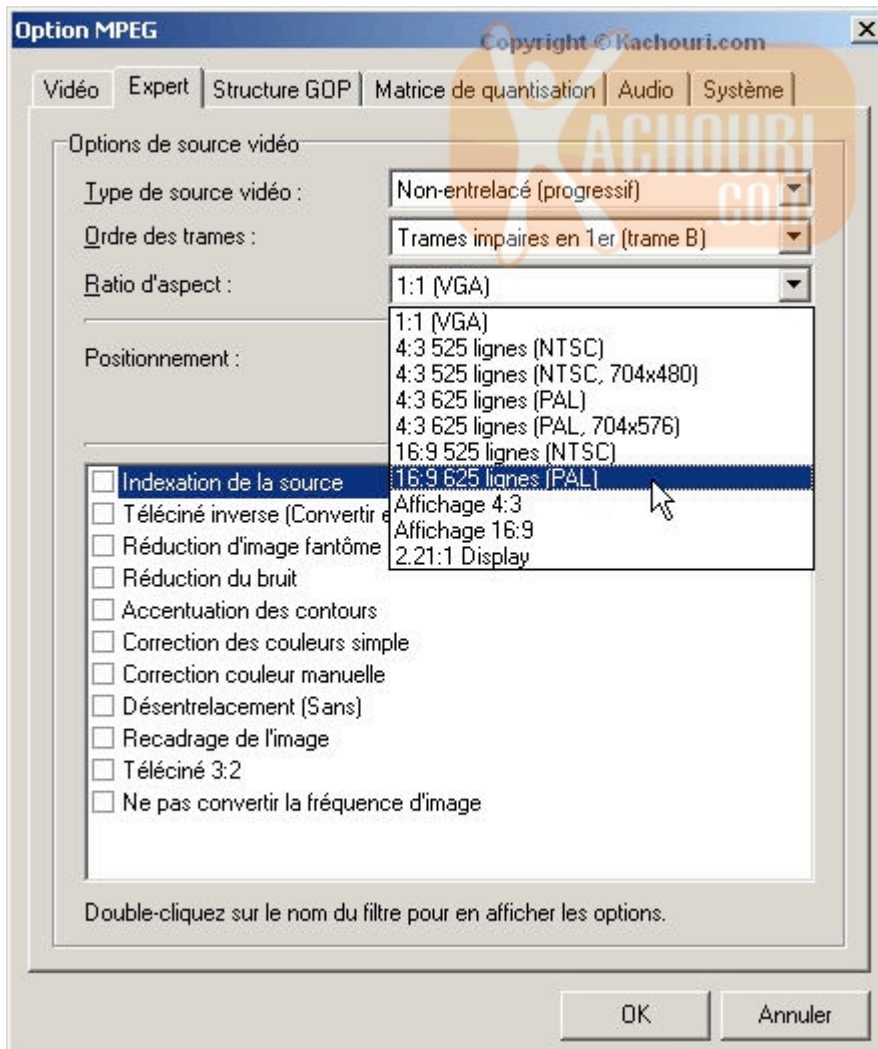 Option MPEG
Copyright © Kachouri.com
Vidéo Expert Structure GOP Matrice de quantisation Audio Système
KACHOURI
.COM
Options de source vidéo
Type de source vidéo : Non-entrelacé (progressif)
Ordre des trames : Trames impaires en 1er (trame B)
Ratio d'aspect : 1:1 (VGA)
1:1 (VGA)
4:3 525 lignes (NTSC)
4:3 525 lignes (NTSC, 704x480)
4:3 625 lignes (PAL)
4:3 625 lignes (PAL, 704x576)
16:9 525 lignes (NTSC)
16:9 625 lignes (PAL)
Affichage 4:3
Affichage 16:9
2.21:1 Display
Positionnement :
Indexation de la source
Téléciné inverse (Convertir e
Réduction d'image fantôme
Réduction du bruit
Accentuation des contours
Correction des couleurs simple
Correction couleur manuelle
Désentrelacement (Sans)
Recadrage de l'image
Téléciné 3:2
Ne pas convertir la fréquence d'image
Double-cliquez sur le nom du filtre pour en afficher les options.
OK Annuler